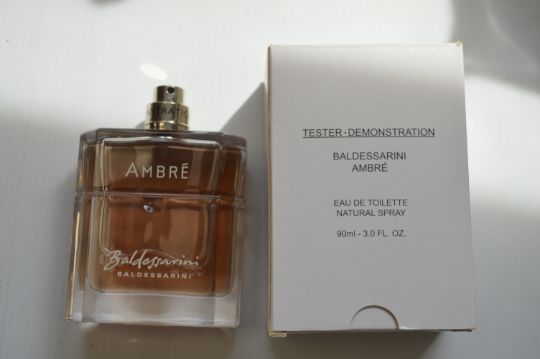 AMBRÉ
Baldessarini
BALDESSARINI
TESTER-DEMONSTRATION
BALDESSARINI
AMBRÉ
EAU DE TOILETTE
NATURAL SPRAY
90ml - 3.0 FL. OZ.